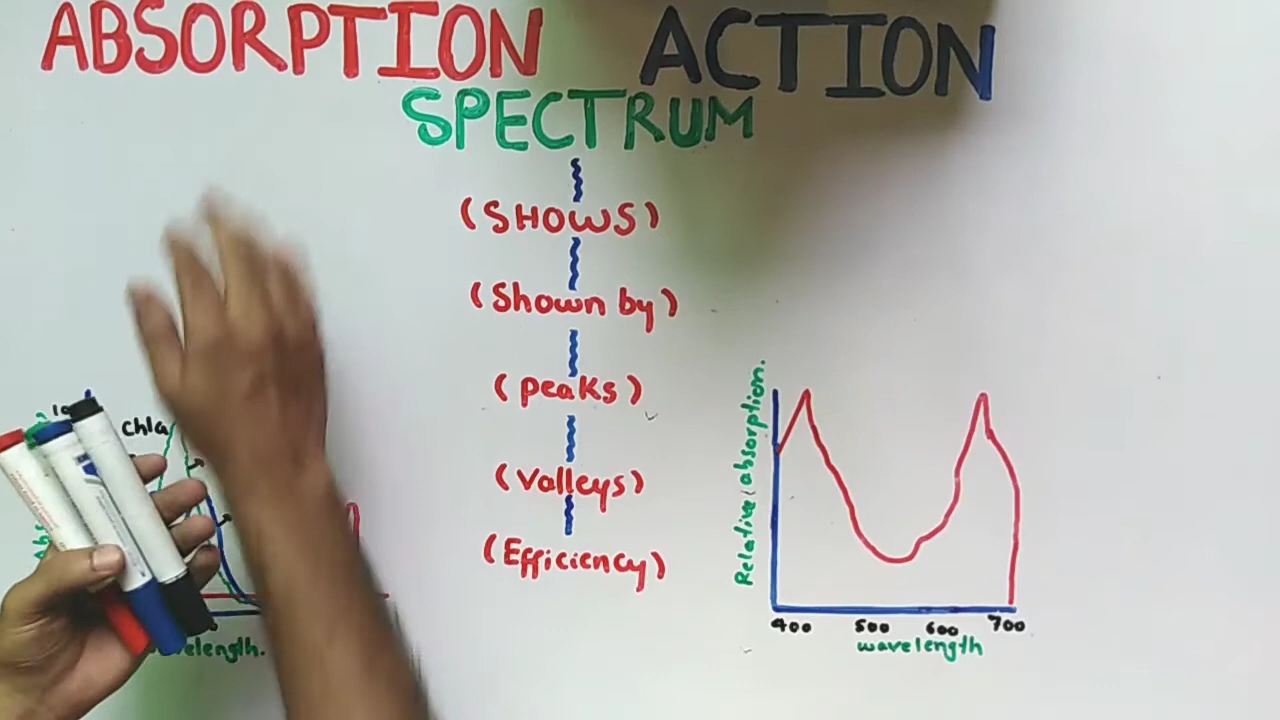 ABSORPTION ACTION
SPECTRUM
(SHOWS)
(Shown by)
(Peaks)
(Valleys)
(Efficiency)
chla
Relative absorption.
400 500 600 700
wavelength